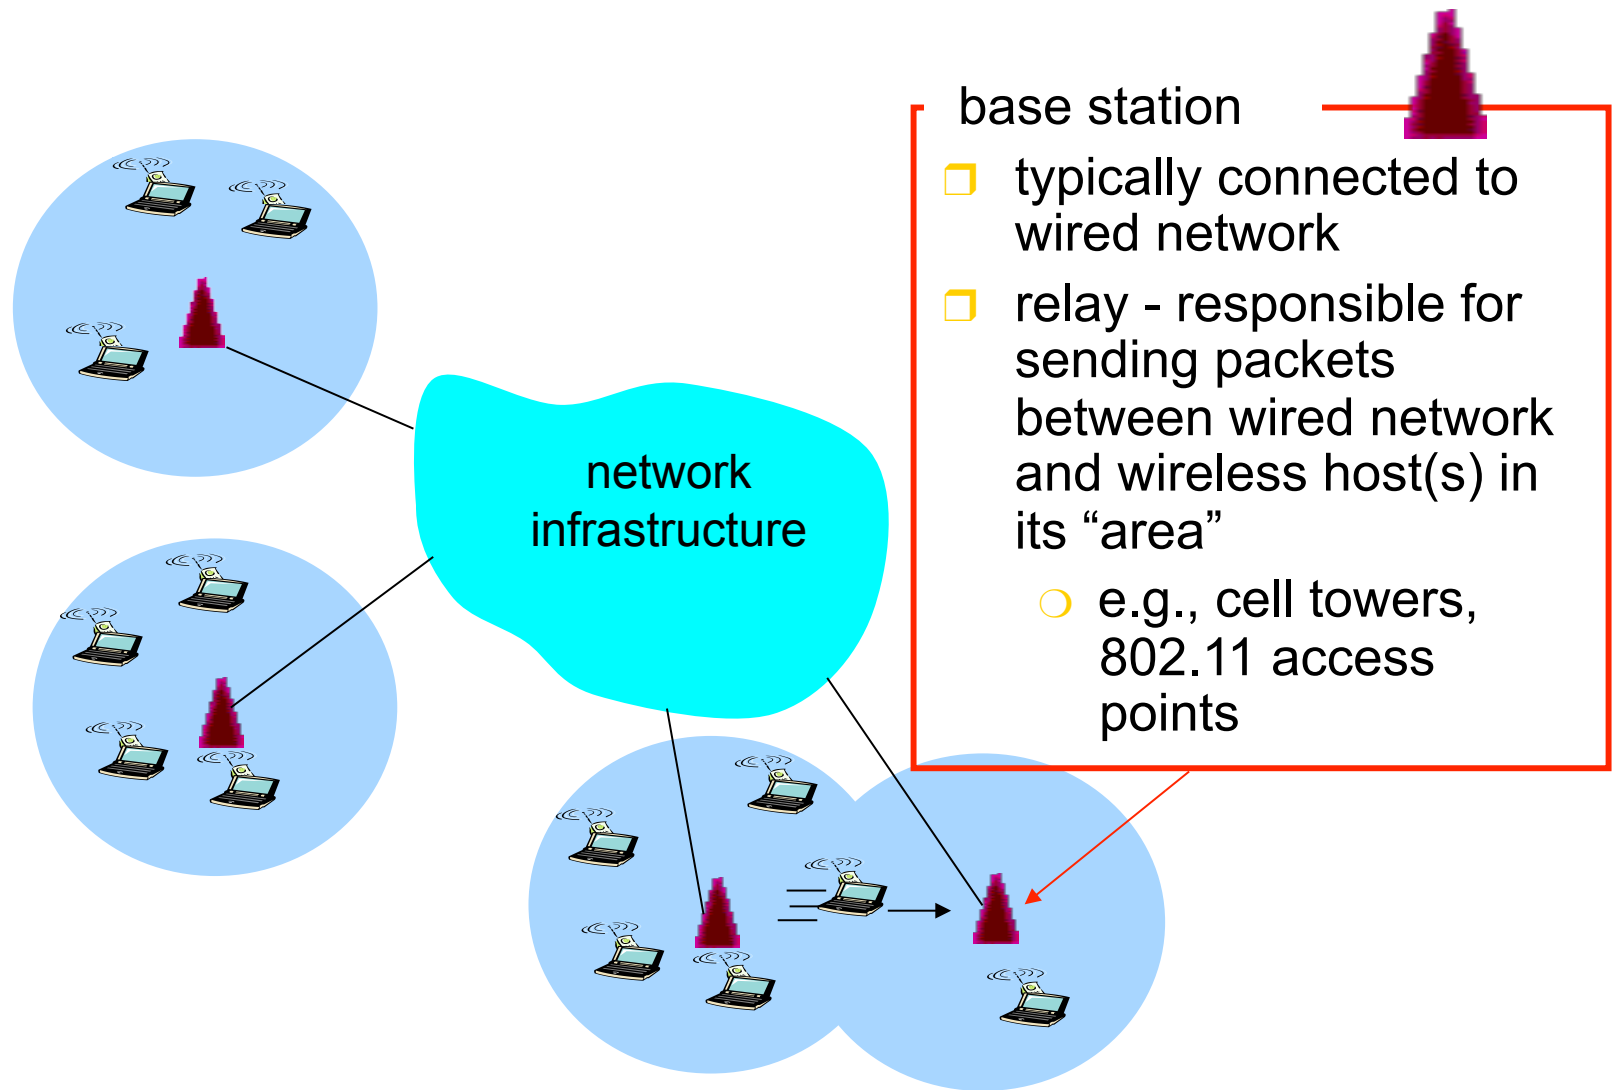 base station
typically connected to
wired network
relay - responsible for
sending packets
between wired network
and wireless host(s) in
its “area”
e.g., cell towers,
802.11 access
points
network
infrastructure